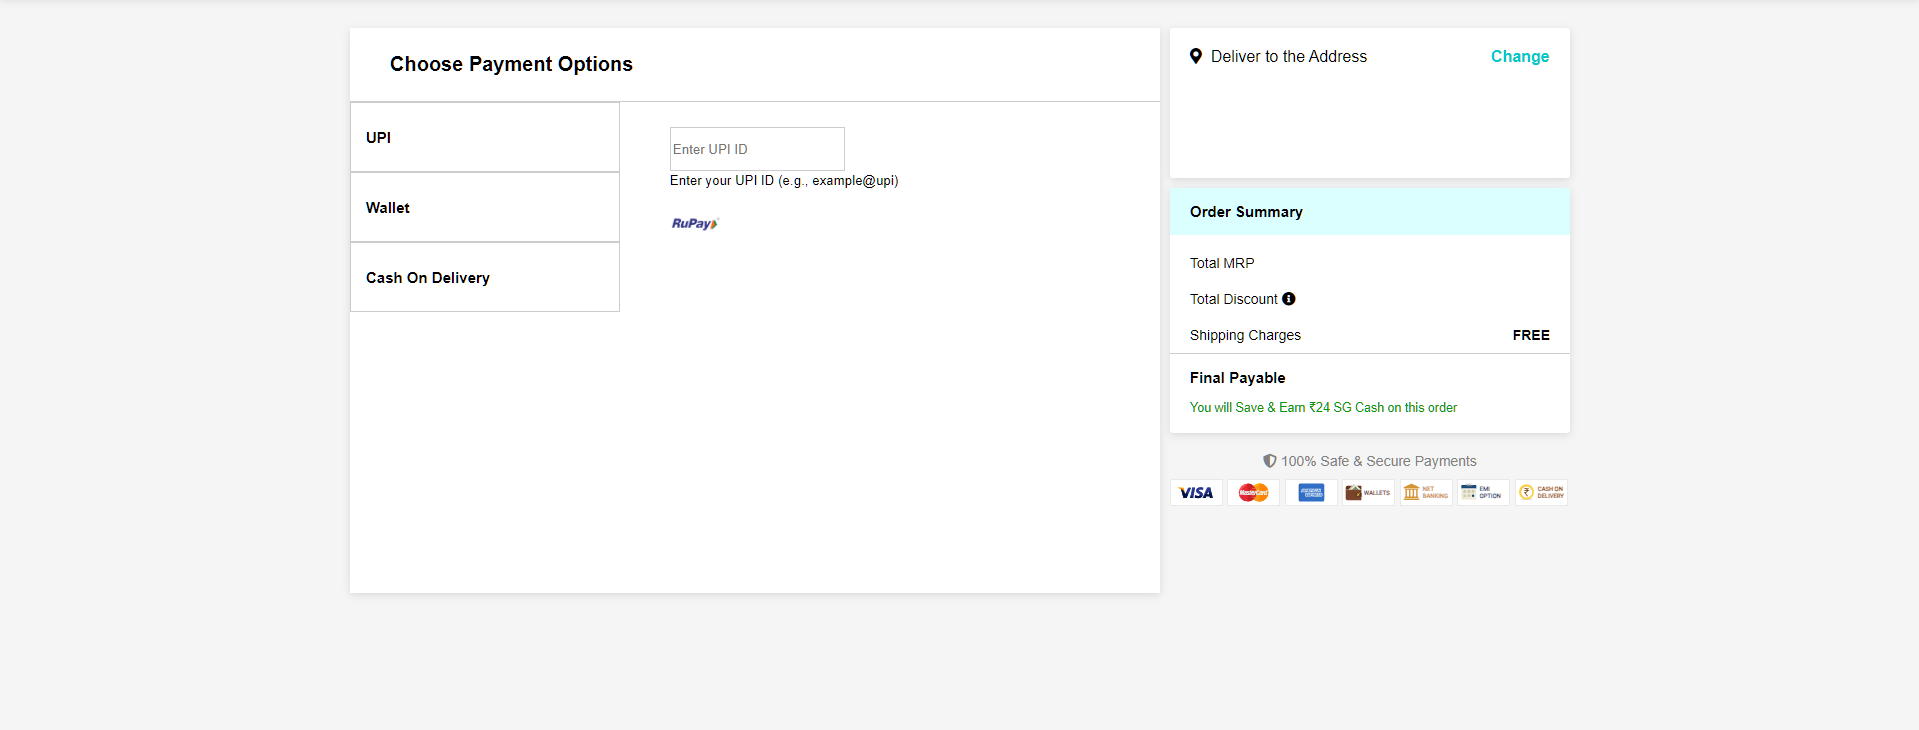 Choose Payment Options
UPI
Wallet
Cash On Delivery
Enter UPI ID
Enter your UPI ID (e.g., example@upi)
RuPay
Deliver to the Address
Change
Order Summary
Total MRP
Total Discount
Shipping Charges FREE
Final Payable
You will Save & Earn ₹24 SG Cash on this order
100% Safe & Secure Payments
VISA
MasterCard
AMERICAN EXPRESS
WALLETS
NET BANKING
EMI OPTION
CASH ON DELIVERY